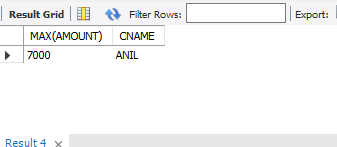 Result Grid Filter Rows: Export:
MAX(AMOUNT) CNAME
7000 ANIL
Result 4 ×